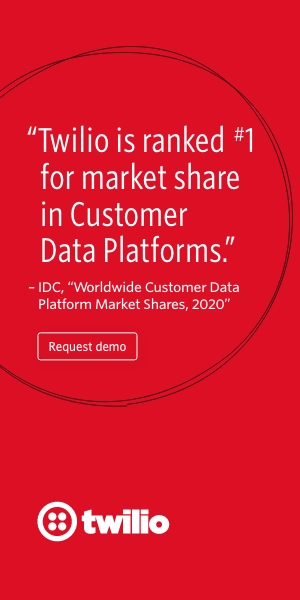 “Twilio is ranked #1
for market share
in Customer
Data Platforms.”
– IDC, “Worldwide Customer Data
Platform Market Shares, 2020”
Request demo
twilio